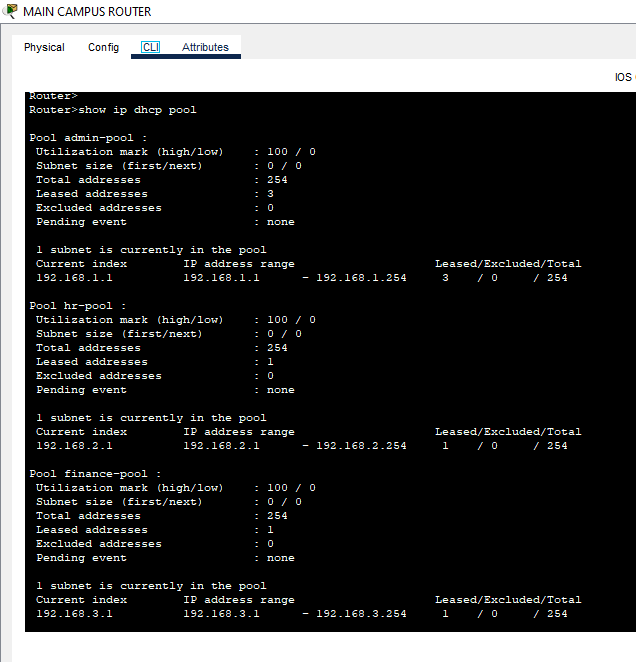 MAIN CAMPUS ROUTER
Physical Config CLI Attributes
IOS
Router>
Router>show ip dhcp pool
Pool admin-pool :
Utilization mark (high/low) : 100 / 0
Subnet size (first/next) : 0 / 0
Total addresses : 254
Leased addresses : 3
Excluded addresses : 0
Pending event : none
1 subnet is currently in the pool
Current index IP address range Leased/Excluded/Total
192.168.1.1 192.168.1.1 - 192.168.1.254 3 / 0 / 254
Pool hr-pool :
Utilization mark (high/low) : 100 / 0
Subnet size (first/next) : 0 / 0
Total addresses : 254
Leased addresses : 1
Excluded addresses : 0
Pending event : none
1 subnet is currently in the pool
Current index IP address range Leased/Excluded/Total
192.168.2.1 192.168.2.1 - 192.168.2.254 1 / 0 / 254
Pool finance-pool :
Utilization mark (high/low) : 100 / 0
Subnet size (first/next) : 0 / 0
Total addresses : 254
Leased addresses : 1
Excluded addresses : 0
Pending event : none
1 subnet is currently in the pool
Current index IP address range Leased/Excluded/Total
192.168.3.1 192.168.3.1 - 192.168.3.254 1 / 0 / 254